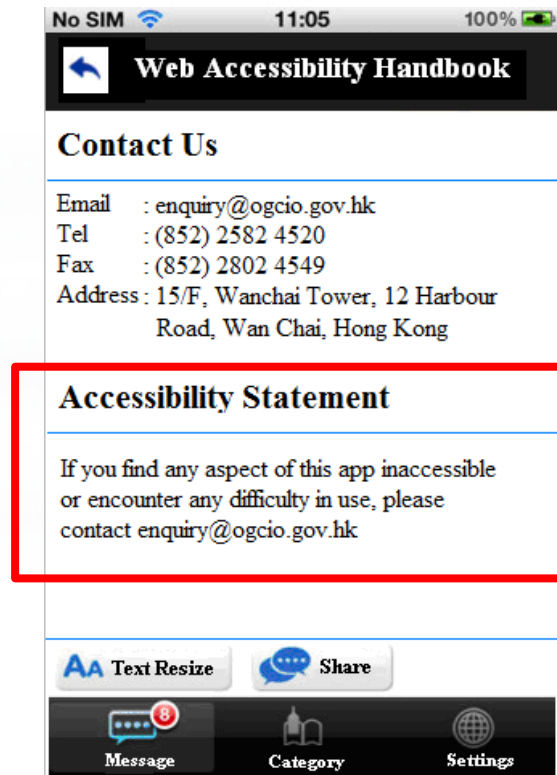 No SIM 11:05 100%
Web Accessibility Handbook
Contact Us
Email : enquiry@ogcio.gov.hk
Tel : (852) 2582 4520
Fax : (852) 2802 4549
Address : 15/F, Wanchai Tower, 12 Harbour
Road, Wan Chai, Hong Kong
Accessibility Statement
If you find any aspect of this app inaccessible
or encounter any difficulty in use, please
contact enquiry@ogcio.gov.hk
AA Text Resize Share
8
Message Category Settings